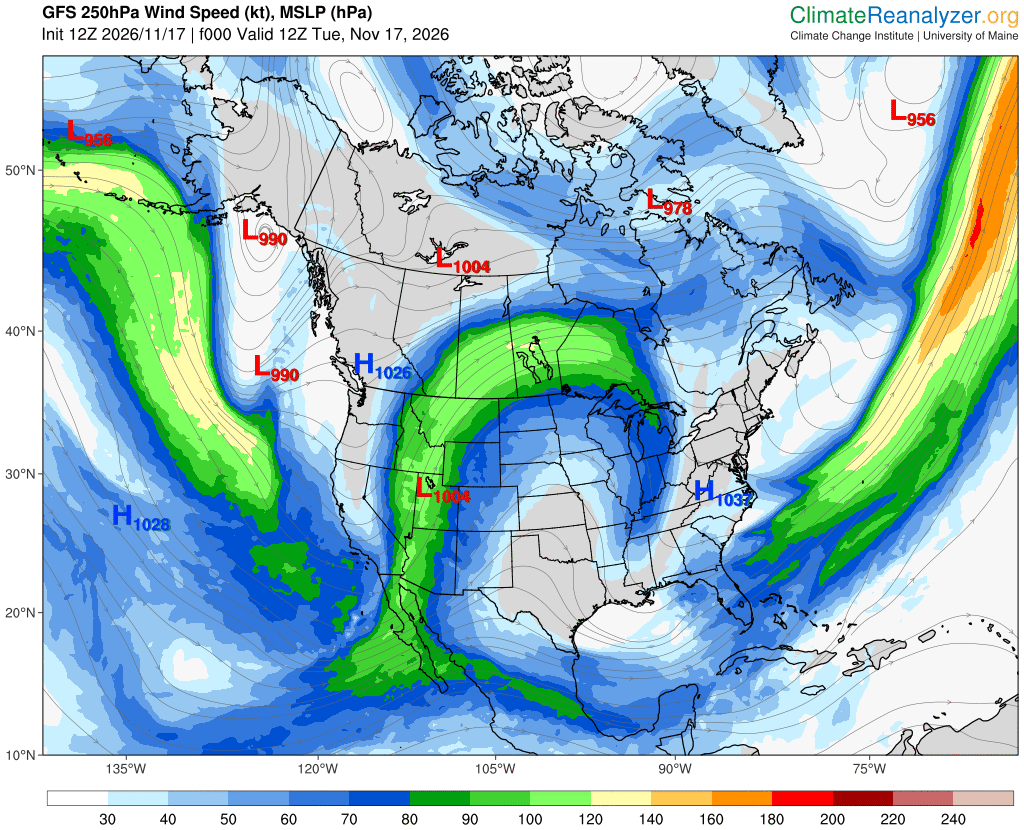 GFS 250hPa Wind Speed (kt), MSLP (hPa)
Init 12Z 2026/11/17 | f000 Valid 12Z Tue, Nov 17, 2026
ClimateReanalyzer.org
Climate Change Institute | University of Maine
L956
L956
50°N
L978
L990
L1004
40°N
L990
H1026
30°N
L1004
H1037
H1028
20°N
10°N
135°W
120°W
105°W
90°W
75°W
30 40 50 60 70 80 90 100 120 140 160 180 200 220 240